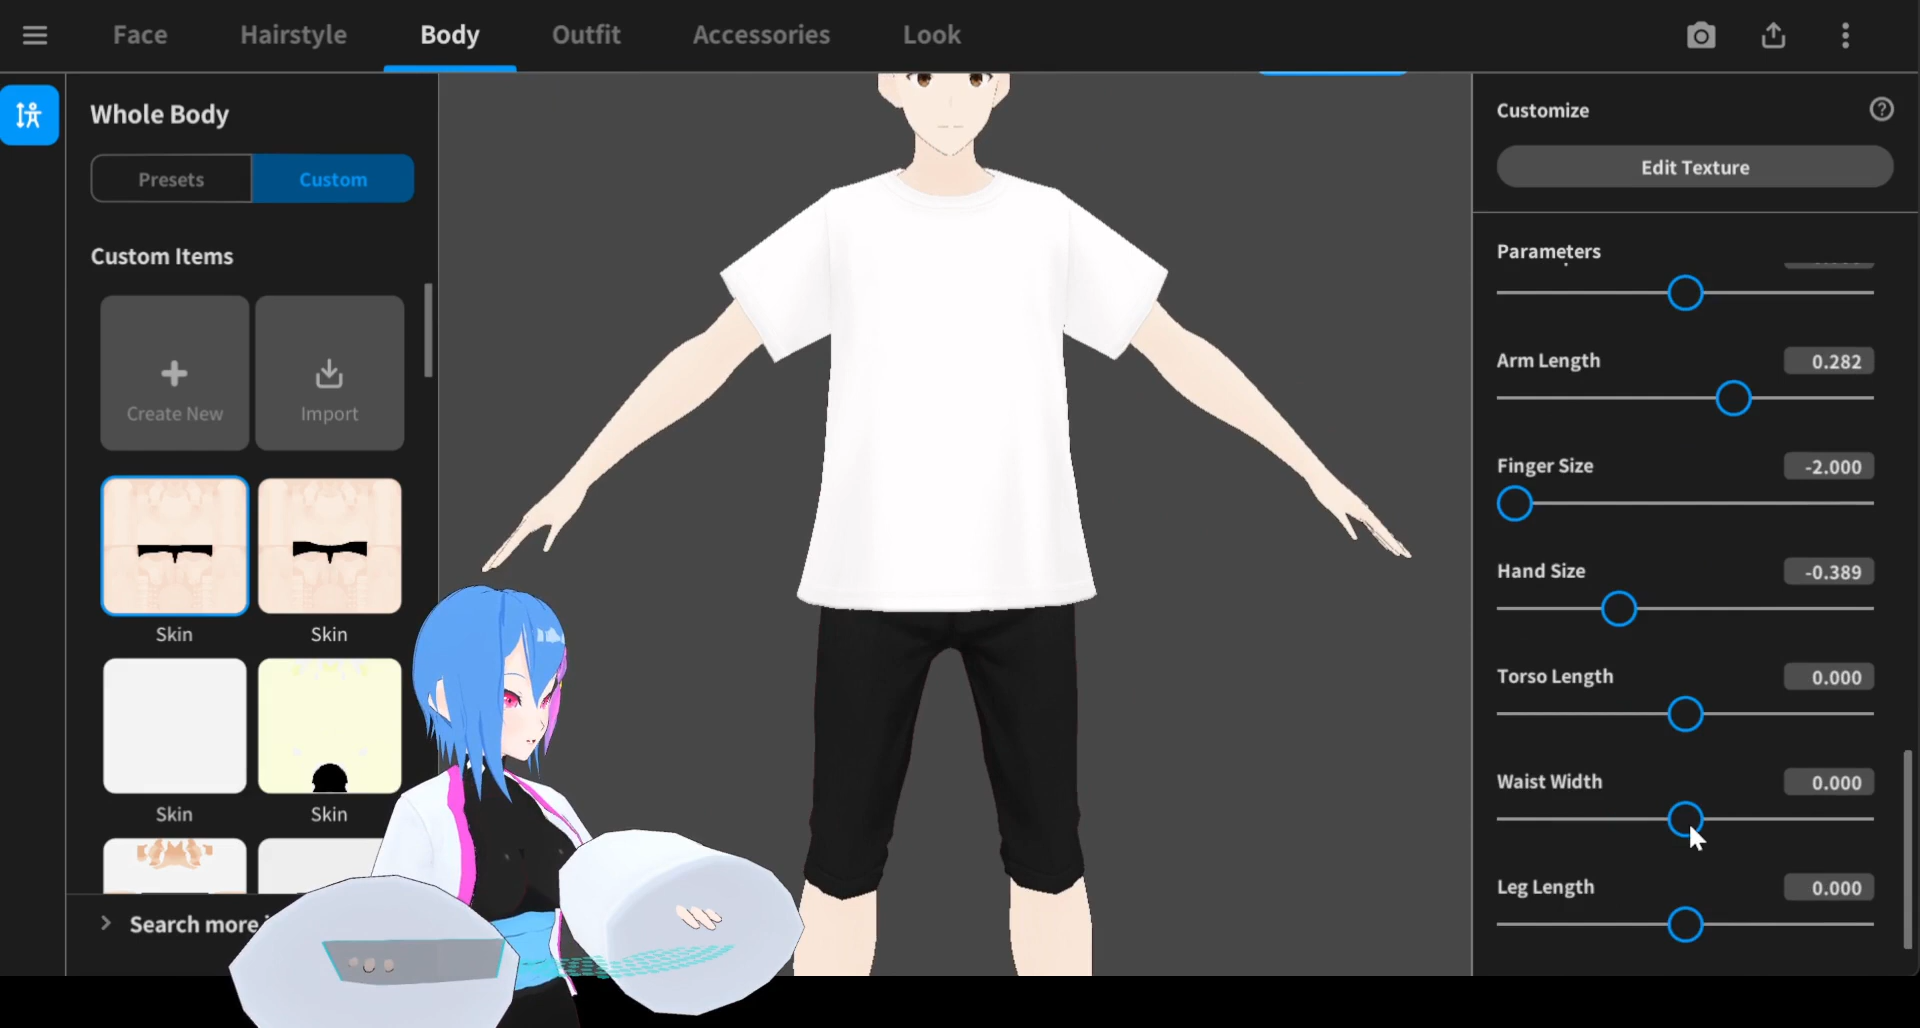 Face Hairstyle Body Outfit Accessories Look
Whole Body
Presets Custom
Custom Items
Create New Import
Skin Skin
Skin Skin
Search more
Customize ?
Edit Texture
Parameters
Arm Length 0.282
Finger Size -2.000
Hand Size -0.389
Torso Length 0.000
Waist Width 0.000
Leg Length 0.000